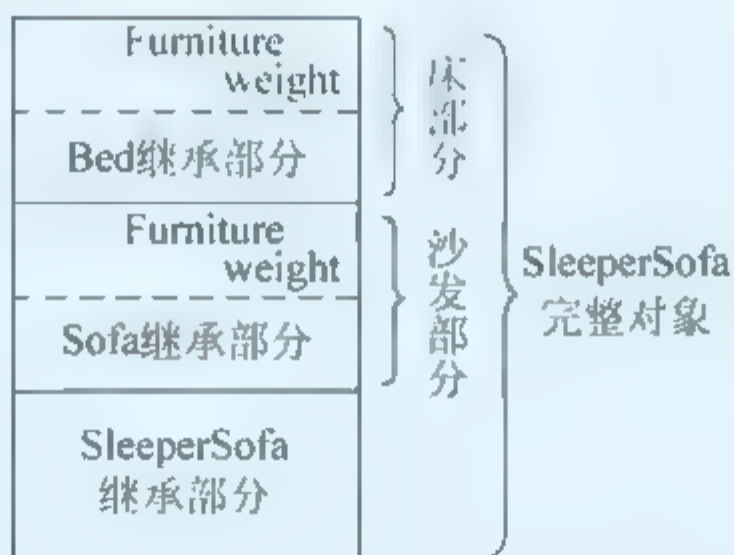 Furniture
weight
Bed继承部分
床部分
Furniture
weight
Sofa继承部分
沙发部分
SleeperSofa
完整对象
SleeperSofa
继承部分